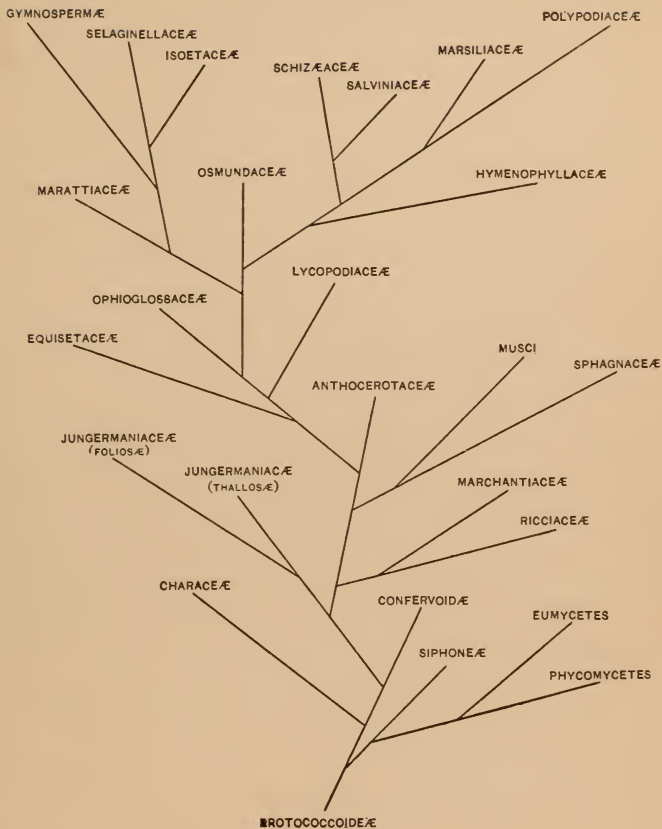 GYMNOSPERMÆ
SELAGINELLACEÆ
ISOETACEÆ
SCHIZÆACEÆ
SALVINIACEÆ
MARSILIACEÆ
POLYPODIACEÆ
MARATTIACEÆ
OSMUNDACEÆ
HYMENOPHYLLACEÆ
OPHIOGLOSSACEÆ
LYCOPODIACEÆ
EQUISETACEÆ
ANTHOCEROTACEÆ
MUSCI
SPHAGNACEÆ
JUNGERMANIACEÆ
(FOLIOSÆ)
JUNGERMANIACÆ
(THALLOSÆ)
MARCHANTIACEÆ
RICCIACEÆ
CHARACEÆ
CONFERVOIDÆ
SIPHONEÆ
EUMYCETES
PHYCOMYCETES
PROTOCOCCOIDEÆ